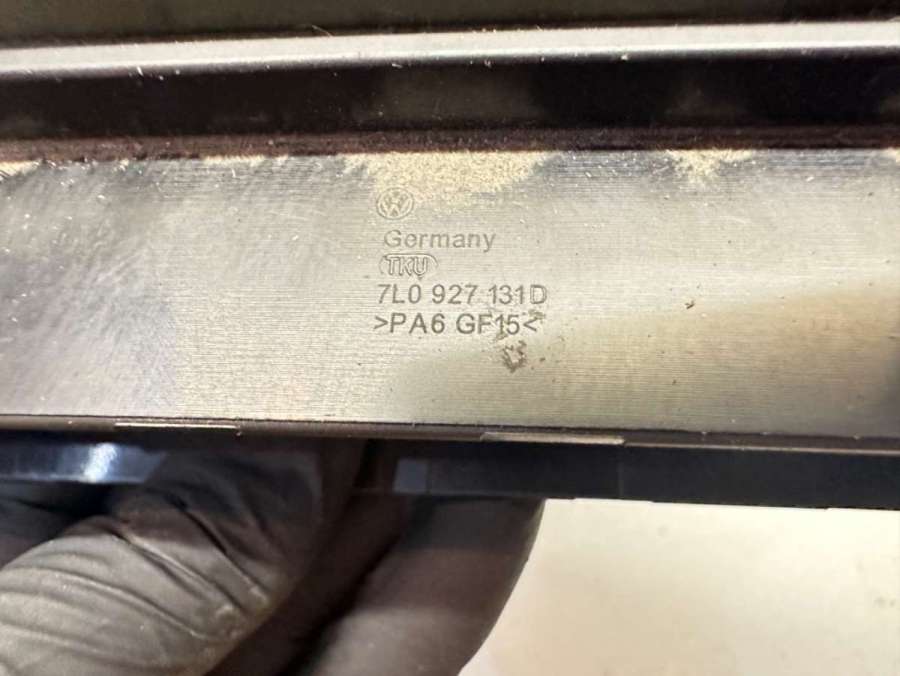 Germany
TKU
7L0 927 131D
>PA6 GF15<